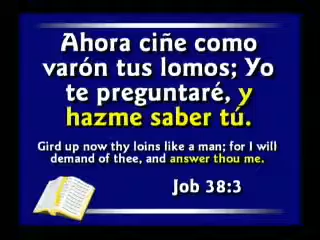 Ahora ciñe como
varón tus lomos; Yo
te preguntaré, y
hazme saber tú.
Gird up now thy loins like a man; for I will
demand of thee, and answer thou me.
Job 38:3